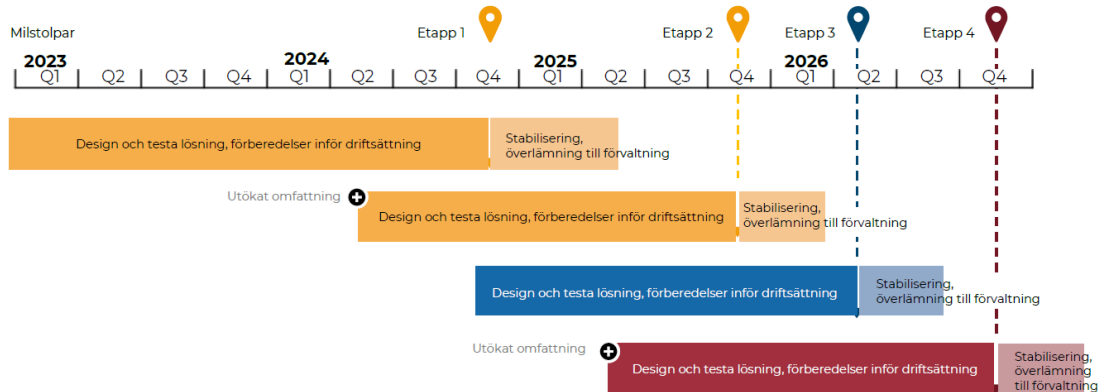 Milstolpar
Etapp 1
Etapp 2
Etapp 3
Etapp 4
2023
2024
2025
2026
Q1 Q2 Q3 Q4 Q1 Q2 Q3 Q4 Q1 Q2 Q3 Q4 Q1 Q2 Q3 Q4
Design och testa lösning, förberedelser inför driftsättning
Stabilisering,
överlämning till förvaltning
Utökat omfattning
Design och testa lösning, förberedelser inför driftsättning
Stabilisering,
överlämning till förvaltning
Design och testa lösning, förberedelser inför driftsättning
Stabilisering,
överlämning till förvaltning
Utökat omfattning
Design och testa lösning, förberedelser inför driftsättning
Stabilisering,
överlämning
till förvaltning